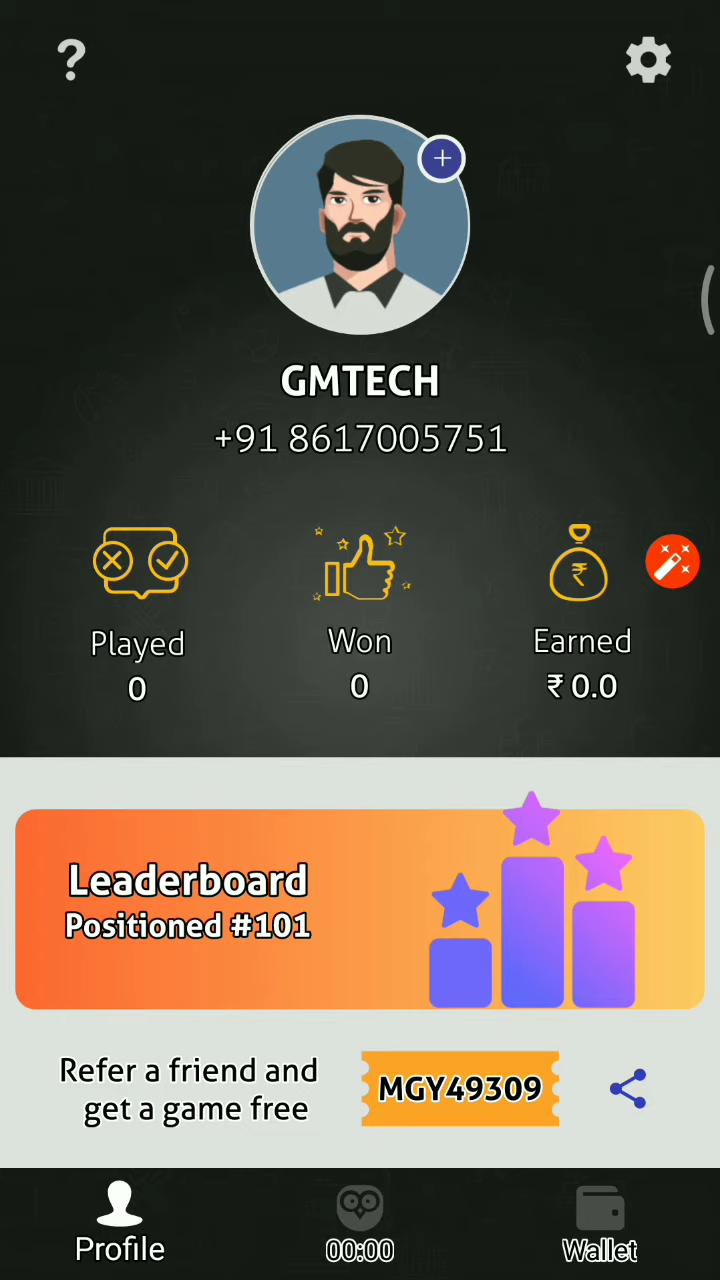 GMTECH
+91 8617005751
Played
Won
Earned
0
0
₹ 0.0
Leaderboard
Positioned #101
Refer a friend and
get a game free
MGY49309
Profile
00:00
Wallet